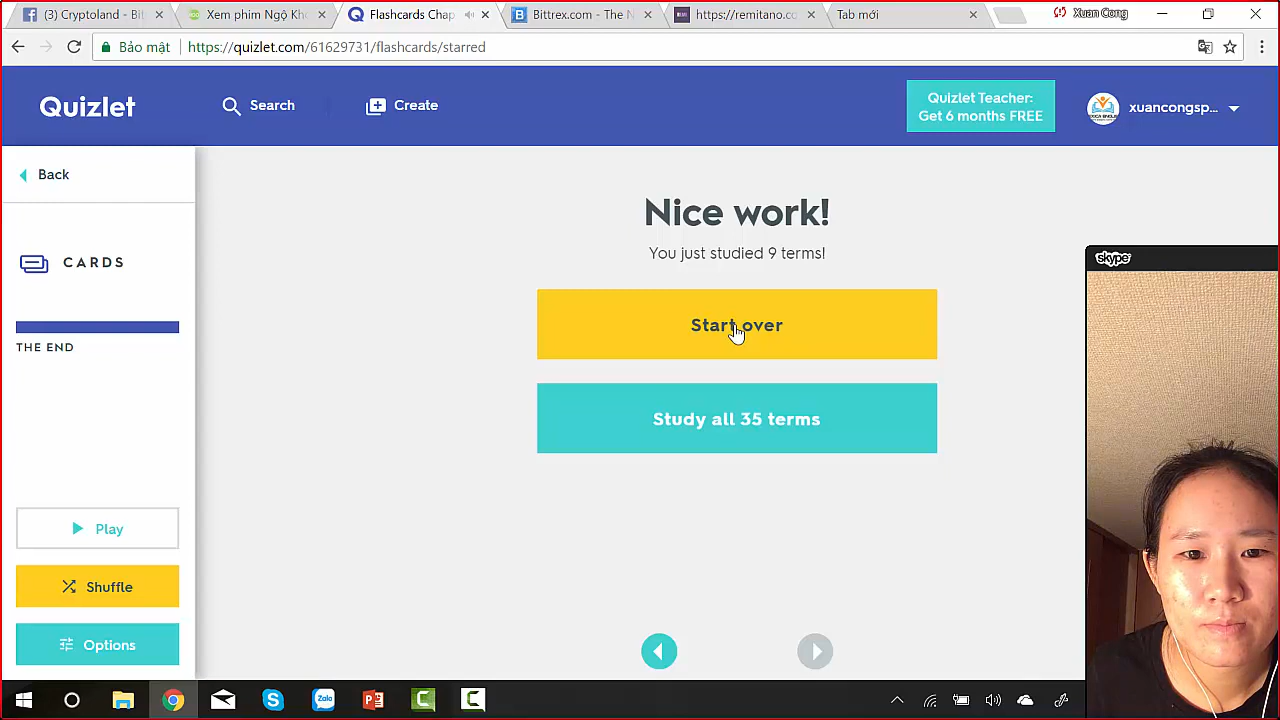 (3) Cryptoland - Bit
Xem phim Ngộ Kh
Flashcards Chap
Bittrex.com - The N
https://remitano.co
Tab mới
Xuan Cong
Bảo mật
https://quizlet.com/61629731/flashcards/starred
Quizlet
Search
Create
Quizlet Teacher:
Get 6 months FREE
xuancongsp...
Back
CARDS
THE END
Play
Shuffle
Options
Nice work!
You just studied 9 terms!
Start over
Study all 35 terms
skype
Zalo